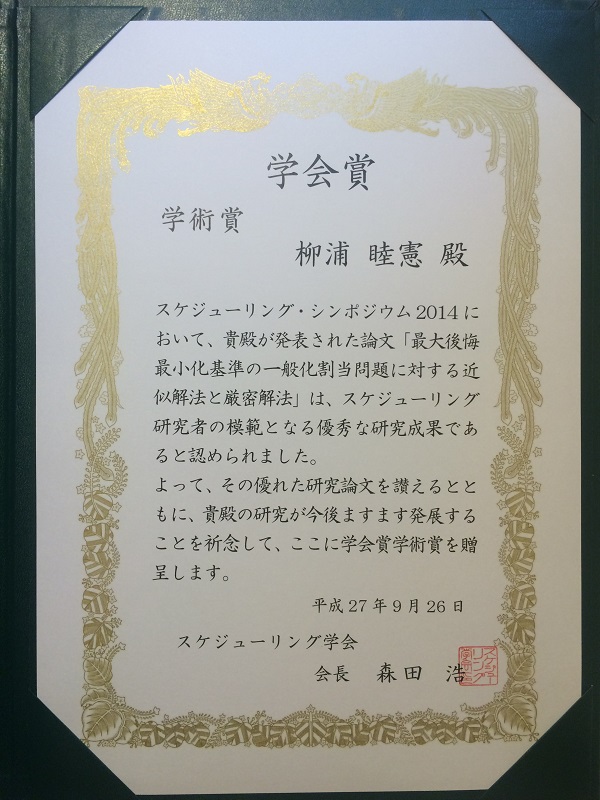 学会賞
学術賞
柳浦 睦憲 殿
スケジューリング・シンポジウム 2014 に
おいて、貴殿が発表された論文「最大後悔
最小化基準の一般化割当問題に対する近
似解法と厳密解法」は、スケジューリング
研究者の模範となる優秀な研究成果であ
ると認められました。
よって、その優れた研究論文を讃えるとと
もに、貴殿の研究が今後ますます発展する
ことを祈念して、ここに学会賞学術賞を贈
呈します。
平成 27 年 9 月 26 日
スケジューリング学会
会長 森田 浩